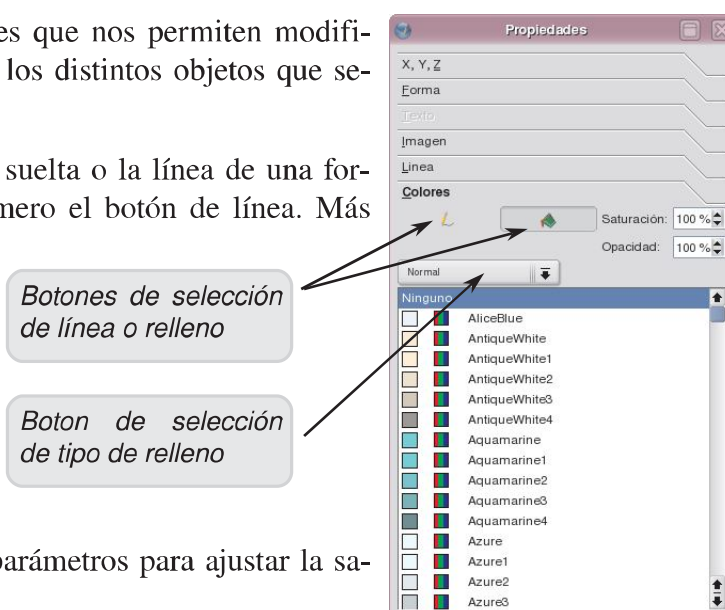 es que nos permiten modifi-
los distintos objetos que se-
suelta o la línea de una for-
mero el botón de línea. Más
Botones de selección
de línea o relleno
Boton de selección
de tipo de relleno
parámetros para ajustar la sa-
Propiedades
X, Y, Z
Forma
Texto
Imagen
Linea
Colores
Saturación: 100 %
Opacidad: 100 %
Normal
Ninguno
AliceBlue
AntiqueWhite
AntiqueWhite1
AntiqueWhite2
AntiqueWhite3
AntiqueWhite4
Aquamarine
Aquamarine1
Aquamarine2
Aquamarine3
Aquamarine4
Azure
Azure1
Azure2
Azure3